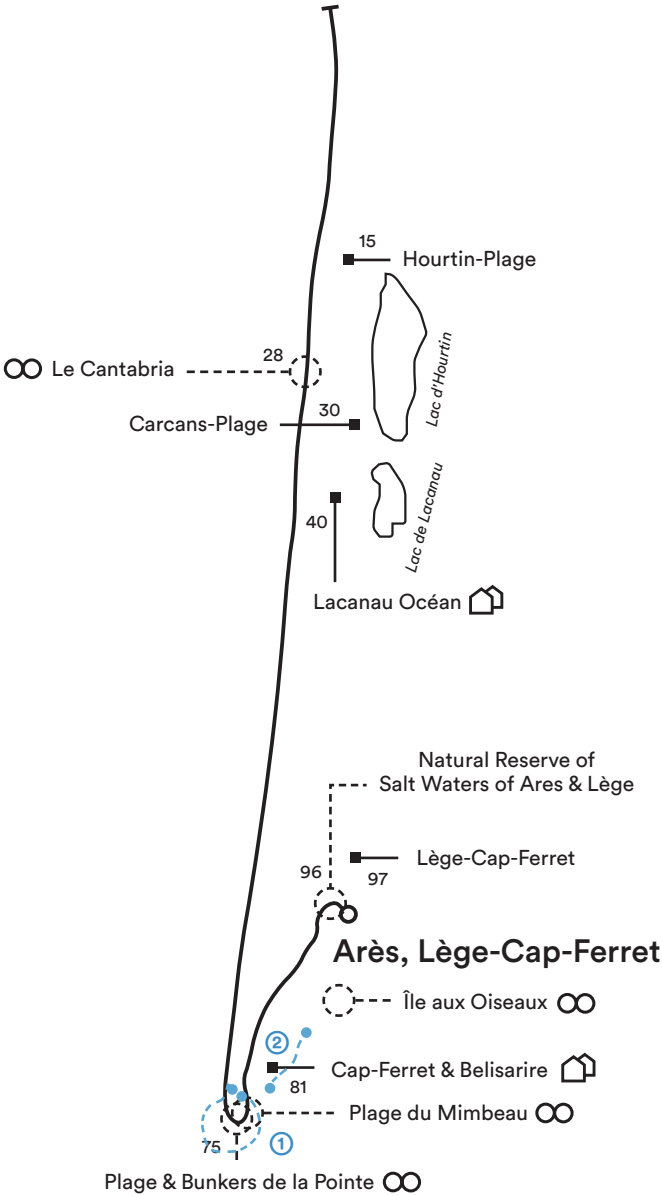 15
Hourtin-Plage
Lac d'Hourtin
28
Le Cantabria
30
Carcans-Plage
Lac de Lacanau
40
Lacanau Océan
Natural Reserve of
Salt Waters of Ares & Lège
96
Lège-Cap-Ferret
97
Arès, Lège-Cap-Ferret
Île aux Oiseaux
2
Cap-Ferret & Belisarire
81
Plage du Mimbeau
75
1
Plage & Bunkers de la Pointe